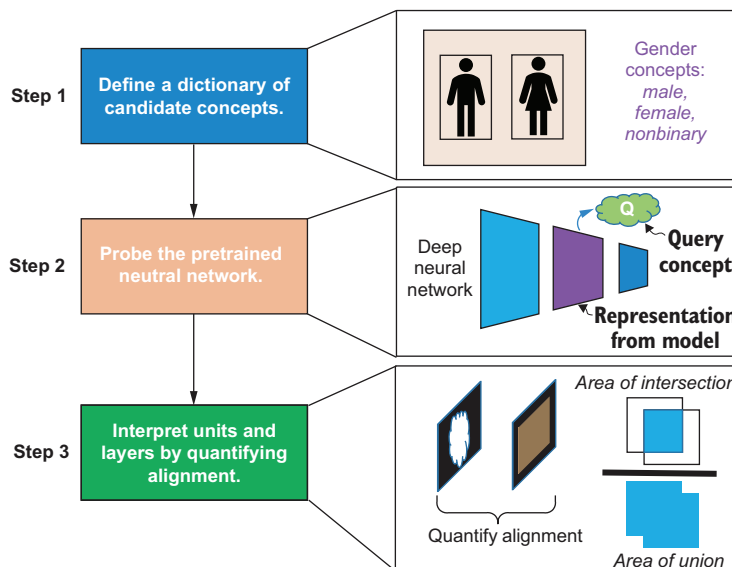 Step 1
Define a dictionary of
candidate concepts.
Gender
concepts:
male,
female,
nonbinary
Step 2
Probe the pretrained
neutral network.
Deep
neural
network
Q
Query
concept
Representation
from model
Step 3
Interpret units and
layers by quantifying
alignment.
Quantify alignment
Area of intersection
Area of union